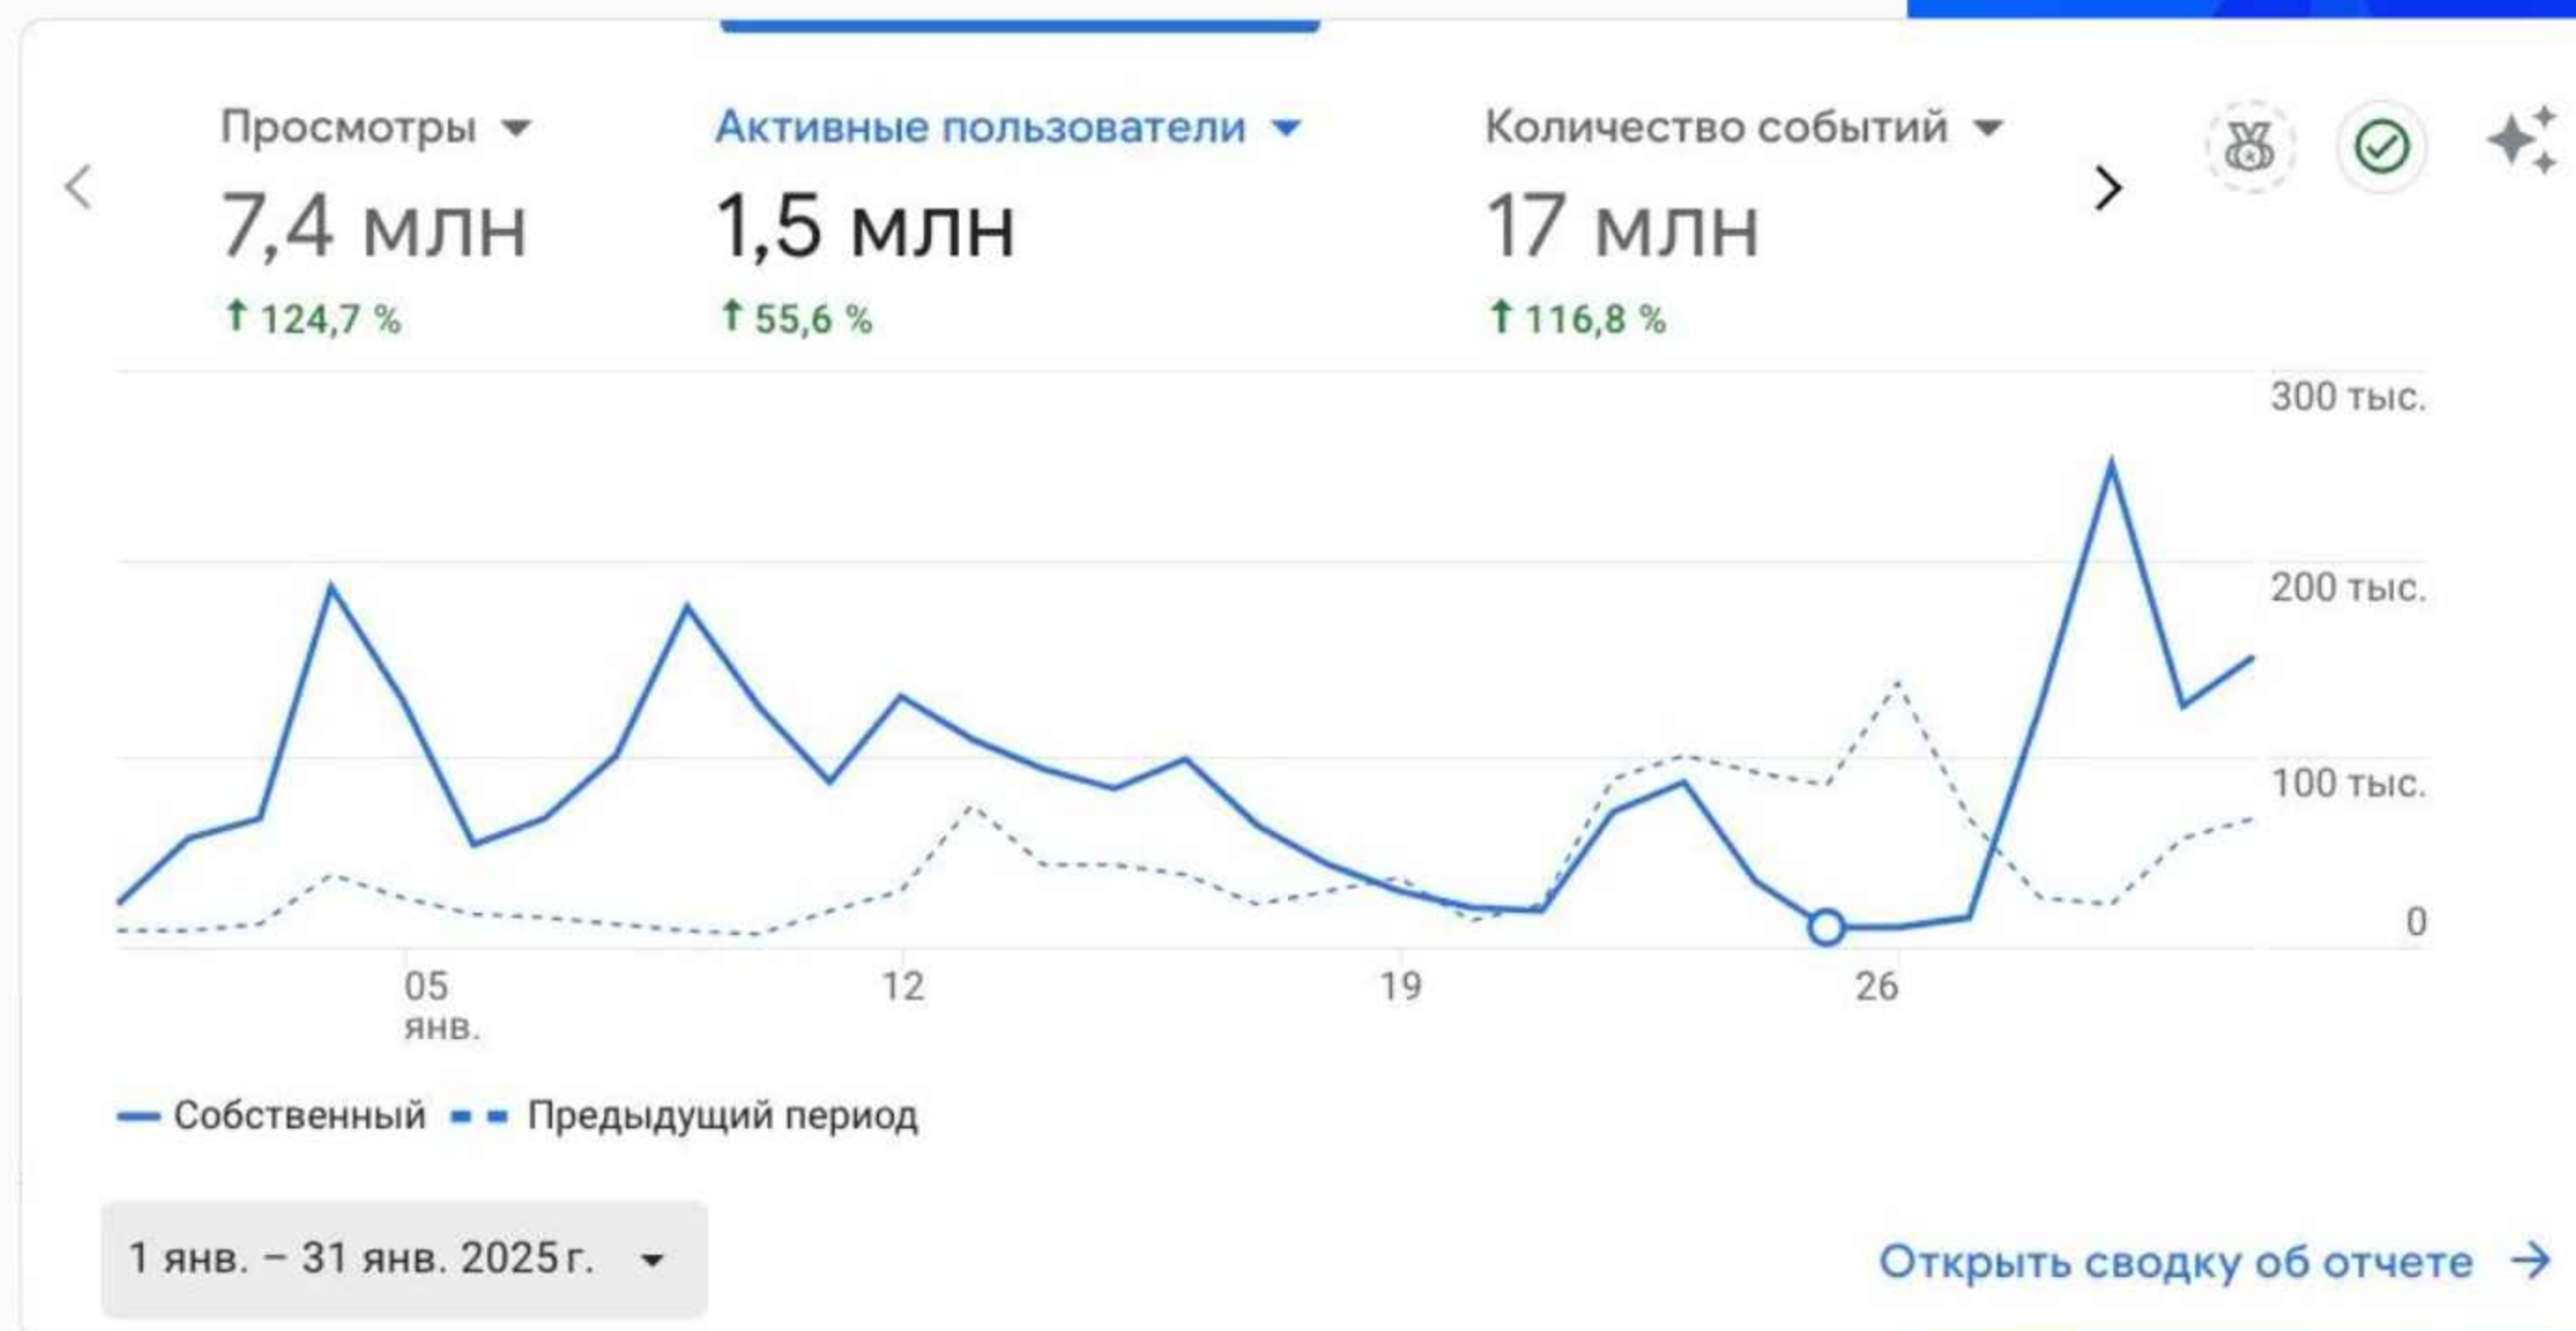 Просмотры
Активные пользователи
Количество событий
7,4 млн
1,5 млн
17 млн
↑ 124,7 %
↑ 55,6 %
↑ 116,8 %
300 тыс.
200 тыс.
100 тыс.
0
05 12 19 26
янв.
Собственный Предыдущий период
1 янв. – 31 янв. 2025 г.
Открыть сводку об отчете →